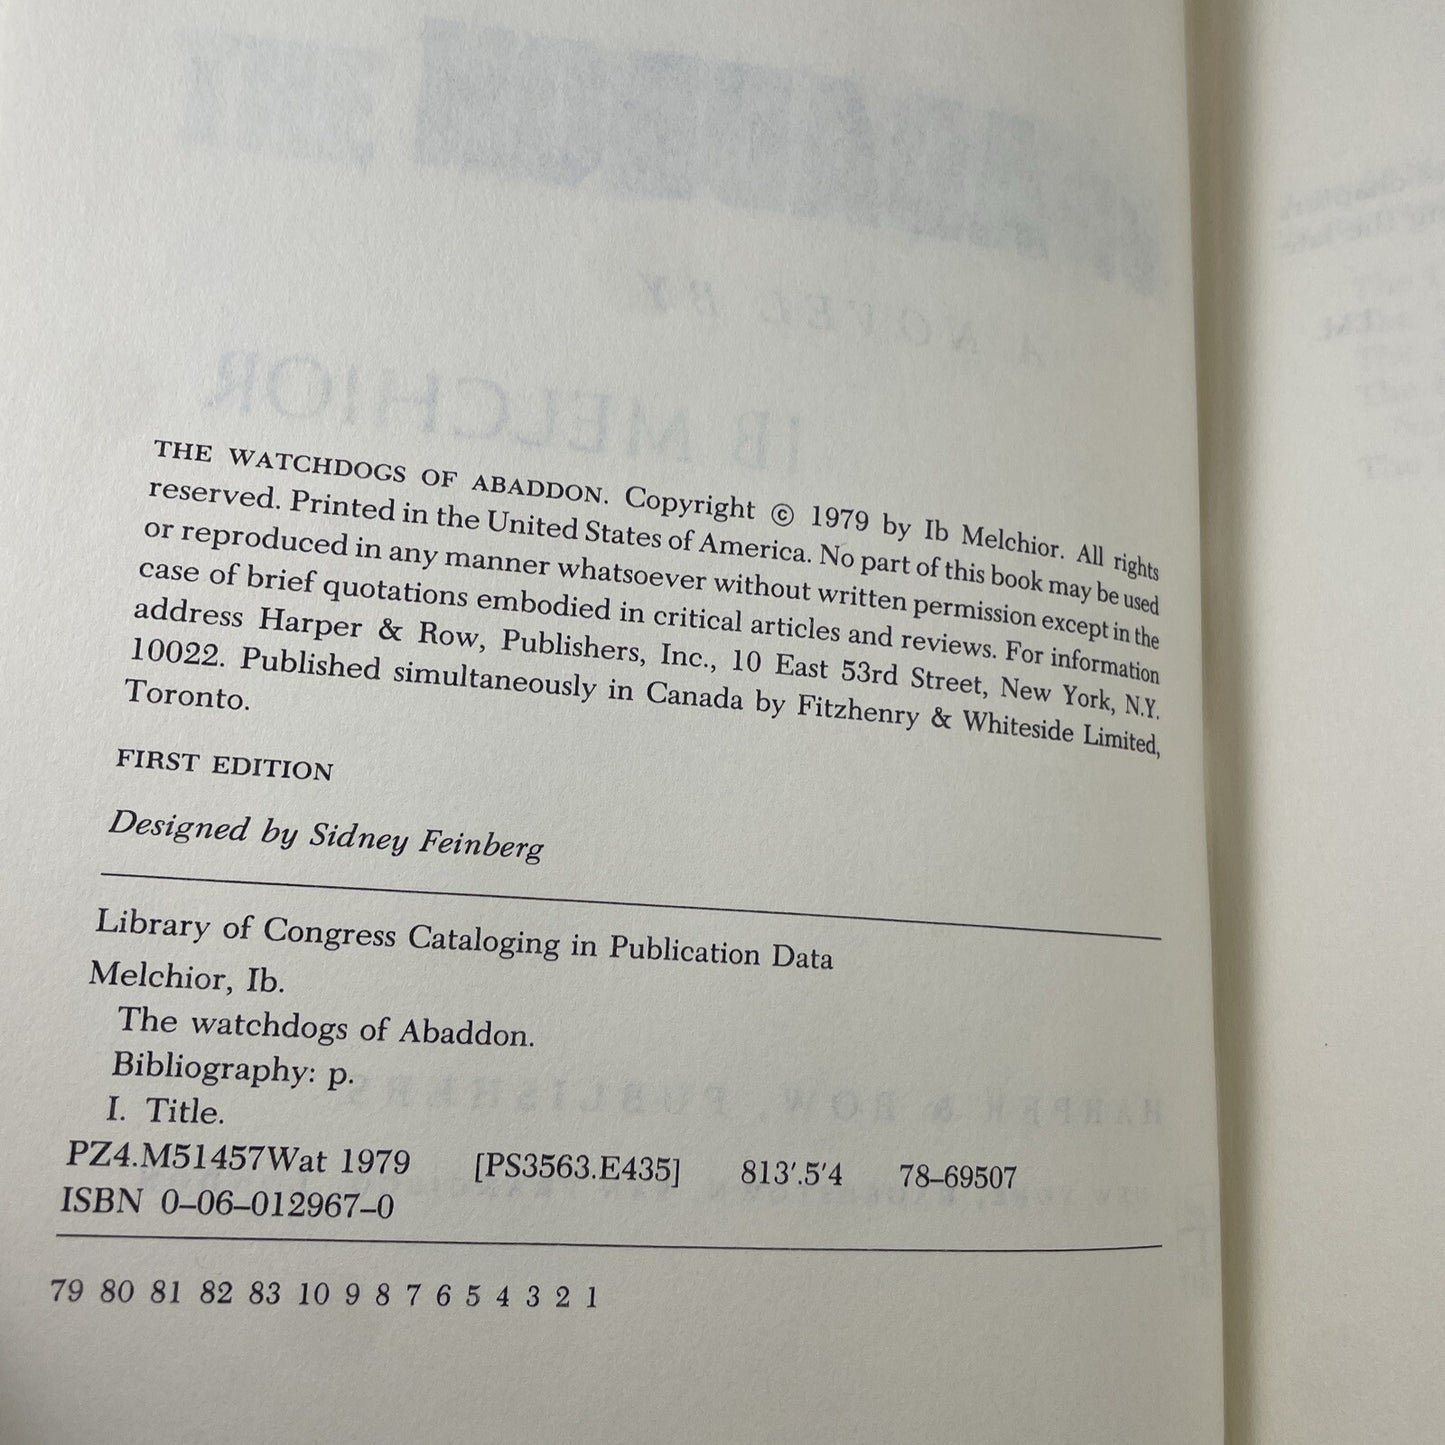 THE WATCHDOGS OF ABADDON. Copyright © 1979 by Ib Melchior. All rights
reserved. Printed in the United States of America. No part of this book may be used
or reproduced in any manner whatsoever without written permission except in the
case of brief quotations embodied in critical articles and reviews. For information
address Harper & Row, Publishers, Inc., 10 East 53rd Street, New York, N.Y.
10022. Published simultaneously in Canada by Fitzhenry & Whiteside Limited,
Toronto.
FIRST EDITION
Designed by Sidney Feinberg
Library of Congress Cataloging in Publication Data
Melchior, Ib.
The watchdogs of Abaddon.
Bibliography: p.
I. Title.
PZ4.M51457Wat 1979 [PS3563.E435] 813'.5'4 78–69507
ISBN 0–06–012967–0
79 80 81 82 83 10 9 8 7 6 5 4 3 2 1